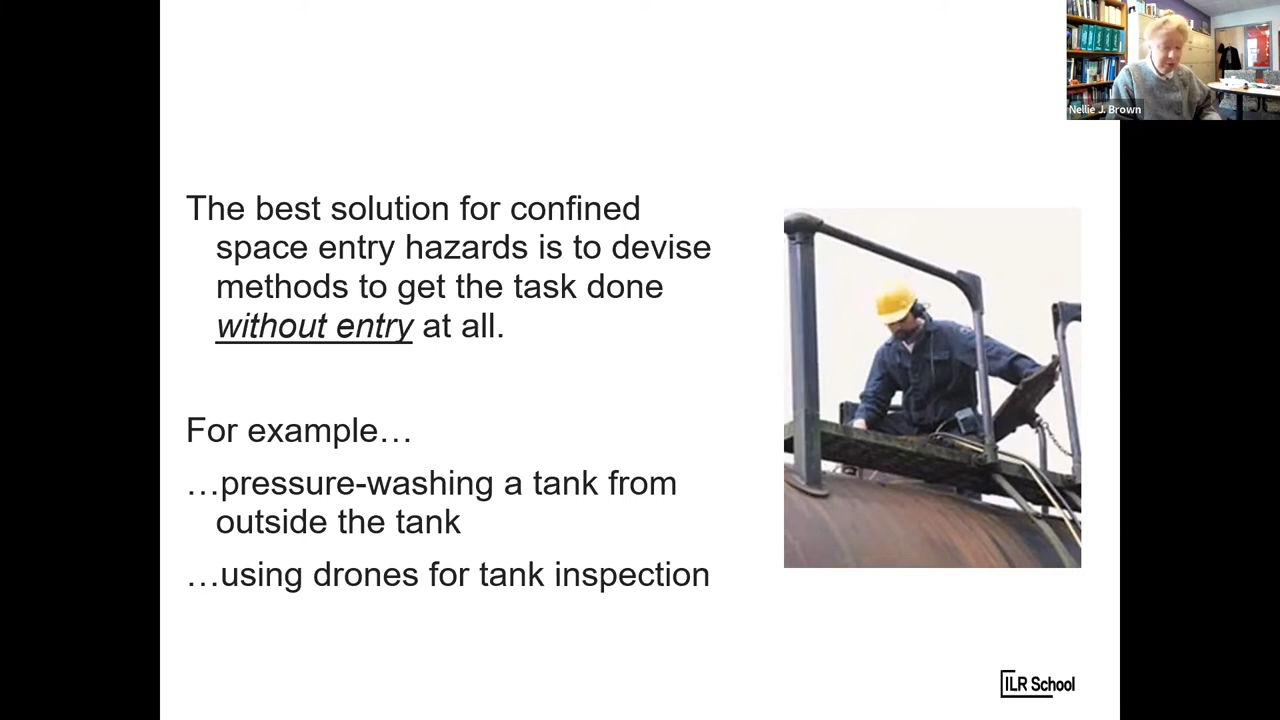 Nellie J. Brown
The best solution for confined
space entry hazards is to devise
methods to get the task done
without entry at all.
For example…
…pressure-washing a tank from
outside the tank
…using drones for tank inspection
ILR School